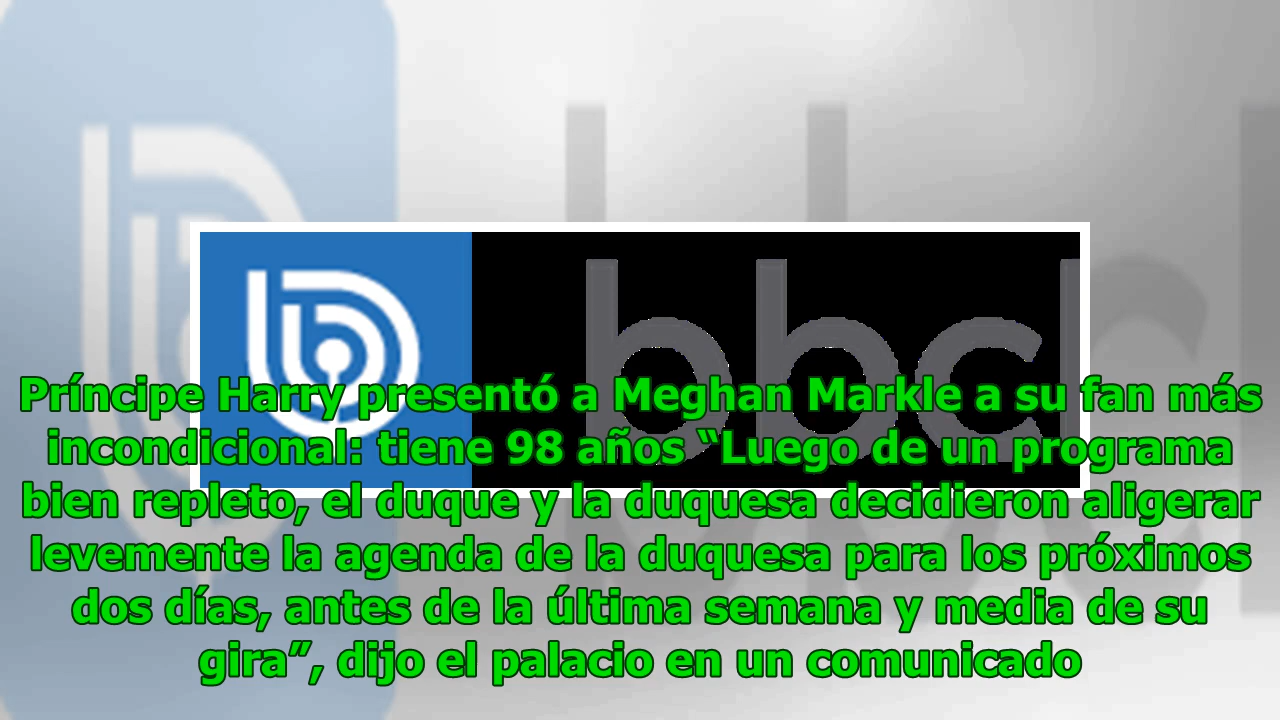 bbcl
Príncipe Harry presentó a Meghan Markle a su fan más
incondicional: tiene 98 años “Luego de un programa
bien repleto, el duque y la duquesa decidieron aligerar
levemente la agenda de la duquesa para los próximos
dos días, antes de la última semana y media de su
gira”, dijo el palacio en un comunicado